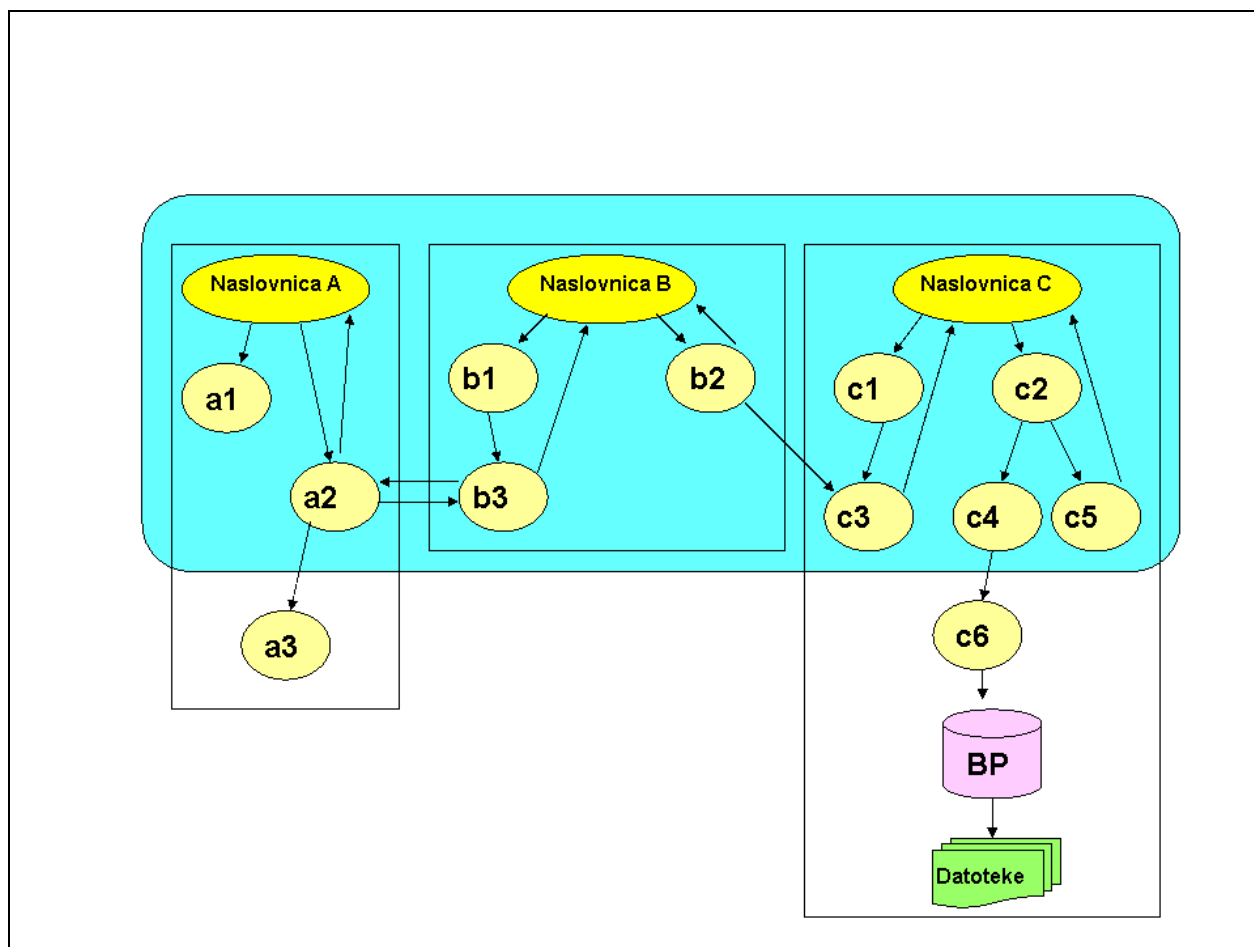 Naslovnica A
Naslovnica B
Naslovnica C
a1
b1
b2
c1
c2
a2
b3
c3
c4
c5
a3
c6
BP
Datoteke